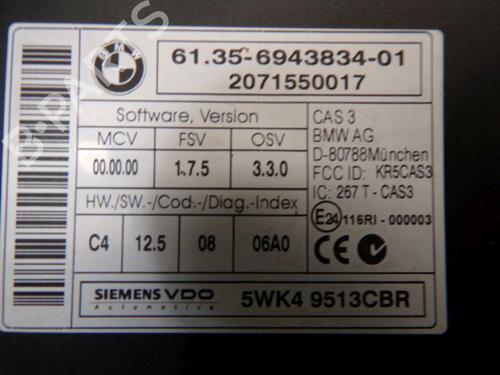 BMW
61.35-6943834-01
2071550017
Software, Version
MCV FSV OSV
00.00.00 1.7.5 3.3.0
HW./SW.-/Cod.-/Diag.-Index
C4 12.5 08 06A0
CAS 3
BMW AG
D-80788München
FCC ID: KR5CAS3
IC: 267 T - CAS3
E24 116RI - 000003
CE
SIEMENS VDO
Automotive
5WK4 9513CBR
B-PARTS